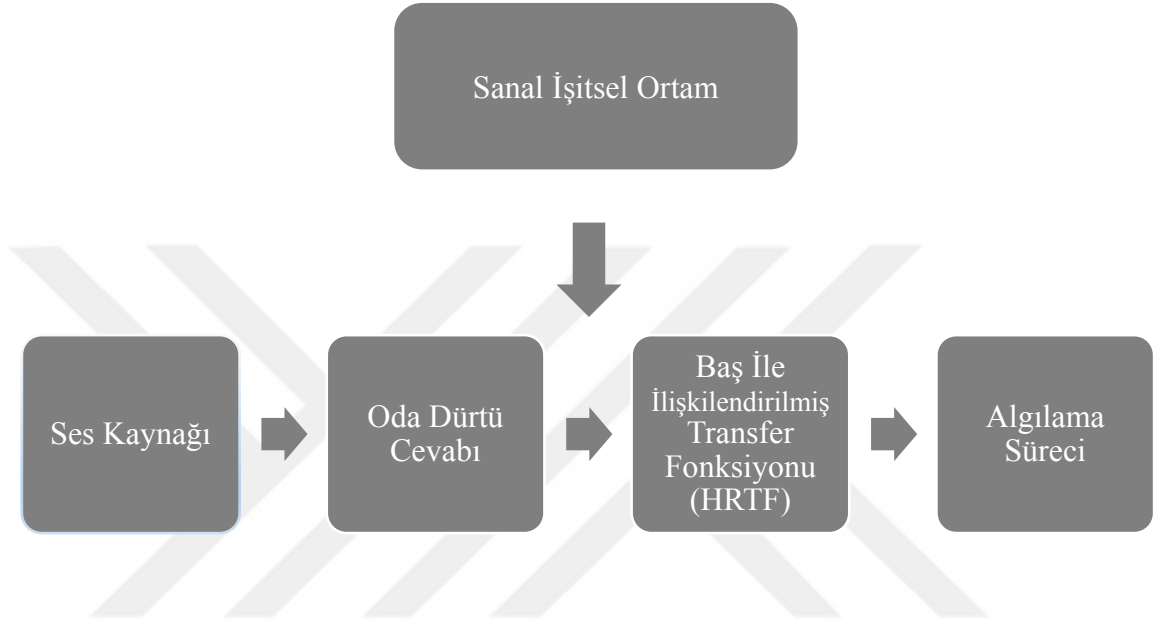 Sanal İşitsel Ortam
Ses Kaynağı
Oda Dürtü
Cevabı
Baş İle
İlişkilendirilmiş
Transfer
Fonksiyonu
(HRTF)
Algılama
Süreci